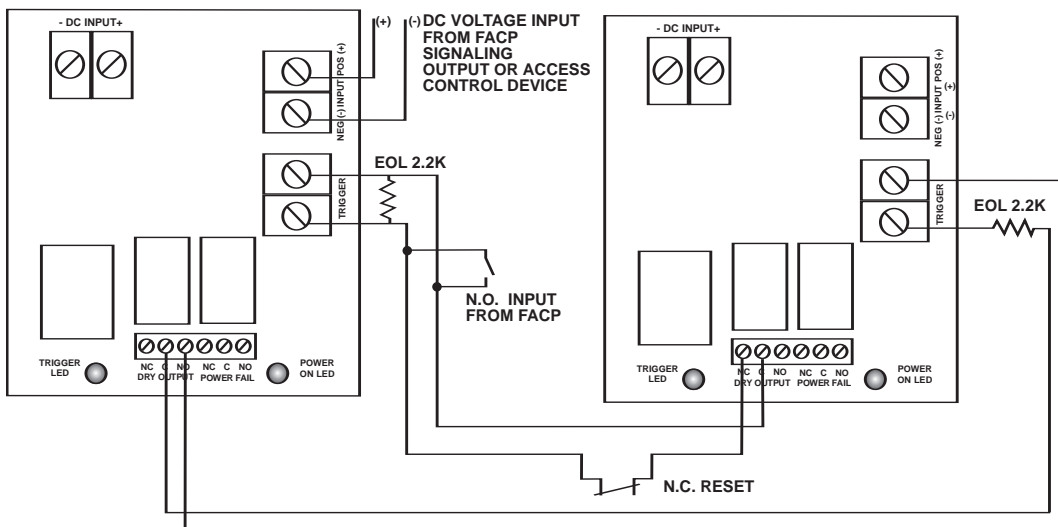 - DC INPUT+
POS (+)
INPUT
NEG (-)
(+)
(-)
DC VOLTAGE INPUT
FROM FACP
SIGNALING
OUTPUT OR ACCESS
CONTROL DEVICE
EOL 2.2K
TRIGGER
N.O. INPUT
FROM FACP
TRIGGER
LED
NC C NO NC C NO
DRY OUTPUT POWER FAIL
POWER
ON LED
- DC INPUT+
POS (+)
INPUT
NEG (-)
(+)
(-)
TRIGGER
EOL 2.2K
TRIGGER
LED
NC C NO NC C NO
DRY OUTPUT POWER FAIL
POWER
ON LED
N.C. RESET